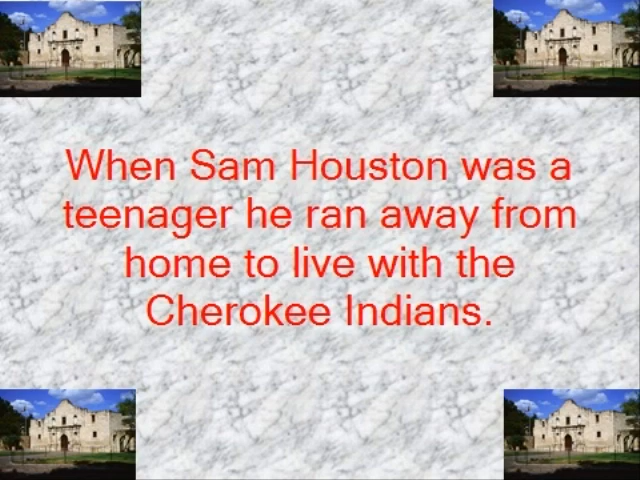 When Sam Houston was a
teenager he ran away from
home to live with the
Cherokee Indians.